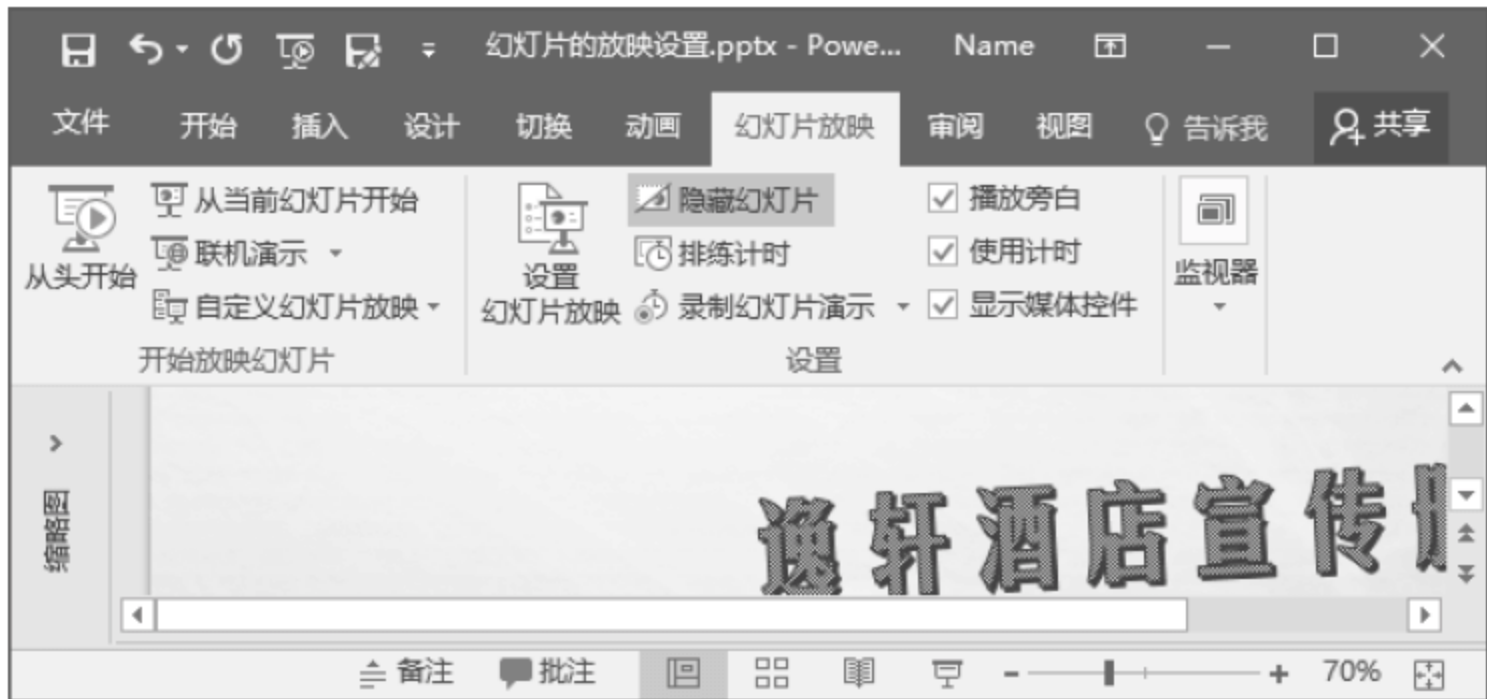 幻灯片的放映设置.pptx - Powe... Name
文件 开始 插入 设计 切换 动画 幻灯片放映 审阅 视图 告诉我 共享
从头开始
从当前幻灯片开始
联机演示
自定义幻灯片放映
开始放映幻灯片
设置
幻灯片放映
隐藏幻灯片
排练计时
录制幻灯片演示
播放旁白
使用计时
显示媒体控件
设置
监视器
缩略图
逸轩酒店宣传
备注 批注 70%